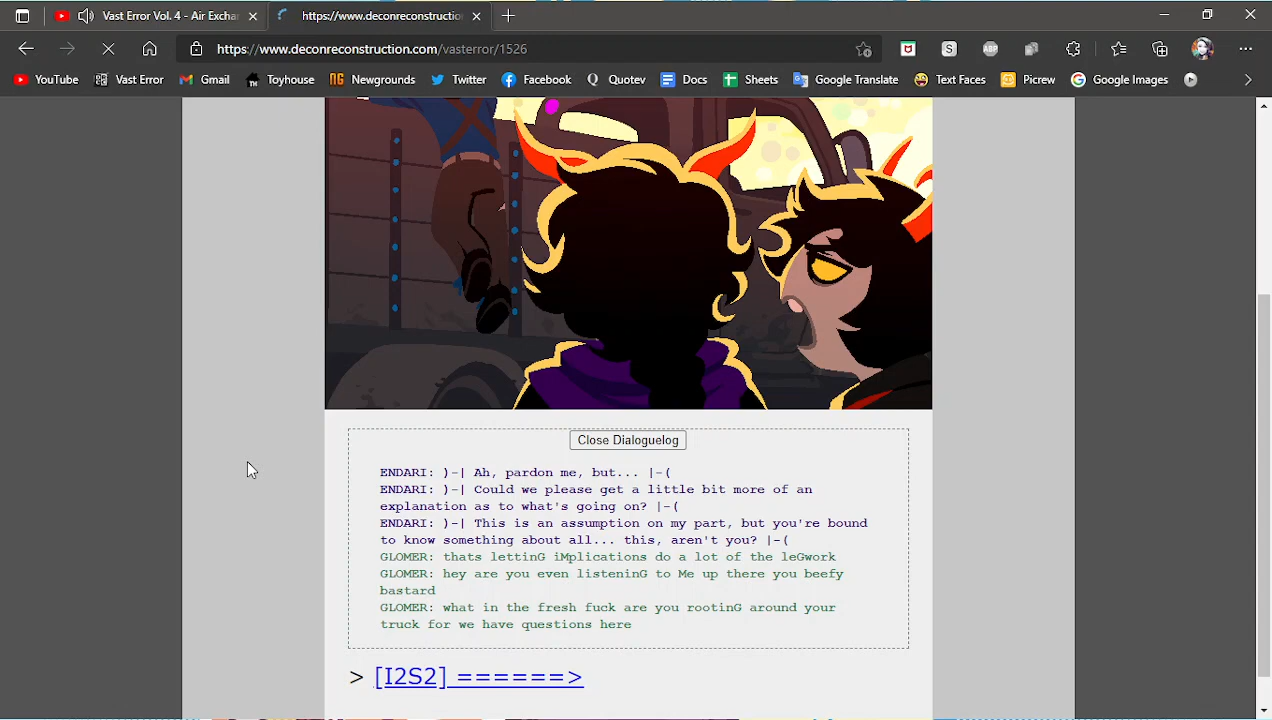 Vast Error Vol. 4 - Air Exchan
https://www.deconreconstructio
https://www.deconreconstruction.com/vasterror/1526
S
ABP
YouTube
Vast Error
Gmail
Toyhouse
NG Newgrounds
Twitter
Facebook
Q Quotev
Docs
Sheets
Google Translate
Text Faces
Picrew
G Google Images
Close Dialoguelog
ENDARI: )-| Ah, pardon me, but... |-(
ENDARI: )-| Could we please get a little bit more of an
explanation as to what's going on? |-(
ENDARI: )-| This is an assumption on my part, but you're bound
to know something about all... this, aren't you? |-(
GLOMER: thats lettinG iMplications do a lot of the leGwork
GLOMER: hey are you even listeninG to Me up there you beefy
bastard
GLOMER: what in the fresh fuck are you rootinG around your
truck for we have questions here
> [I2S2] ======>